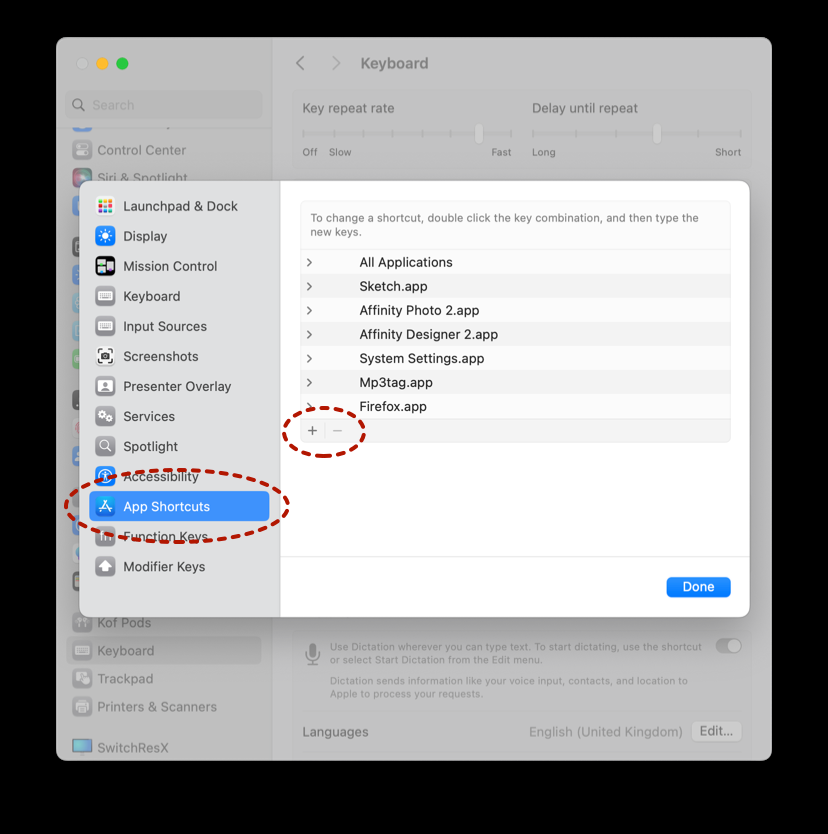 Keyboard
Search
Key repeat rate
Delay until repeat
Off
Slow
Fast
Long
Short
Control Center
Siri & Spotlight
Launchpad & Dock
Display
Mission Control
Keyboard
Input Sources
Screenshots
Presenter Overlay
Services
Spotlight
Accessibility
App Shortcuts
Function Keys
Modifier Keys
To change a shortcut, double click the key combination, and then type the
new keys.
All Applications
Sketch.app
Affinity Photo 2.app
Affinity Designer 2.app
System Settings.app
Mp3tag.app
Firefox.app
Done
Kof Pods
Keyboard
Trackpad
Printers & Scanners
SwitchResX
Use Dictation wherever you can type text. To start dictating, use the shortcut
or select Start Dictation from the Edit menu.
Dictation sends information like your voice input, contacts, and location to
Apple to process your requests.
Languages
English (United Kingdom)
Edit...